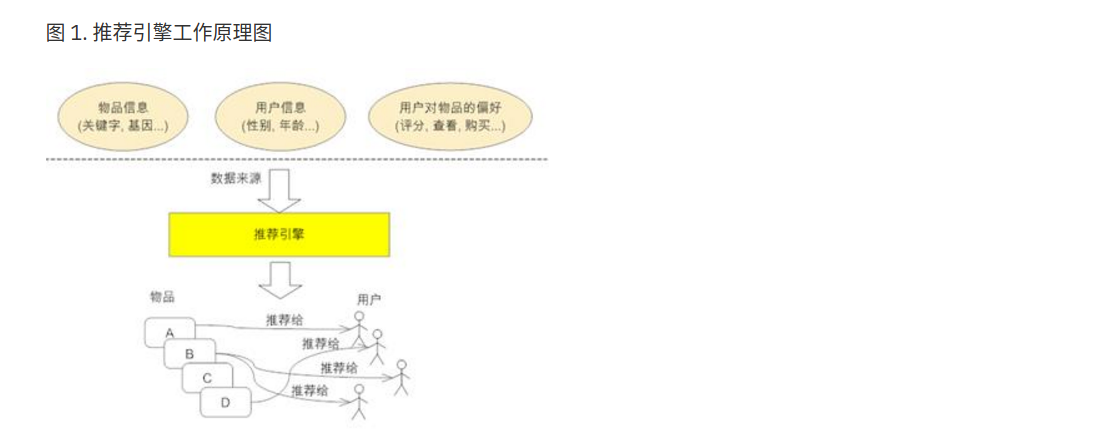 图 1. 推荐引擎工作原理图
物品信息
(关键字, 基因...)
用户信息
(性别, 年龄...)
用户对物品的偏好
(评分, 查看, 购买...)
数据来源
推荐引擎
物品
用户
推荐给
A
推荐给
B
推荐给
C
推荐给
D